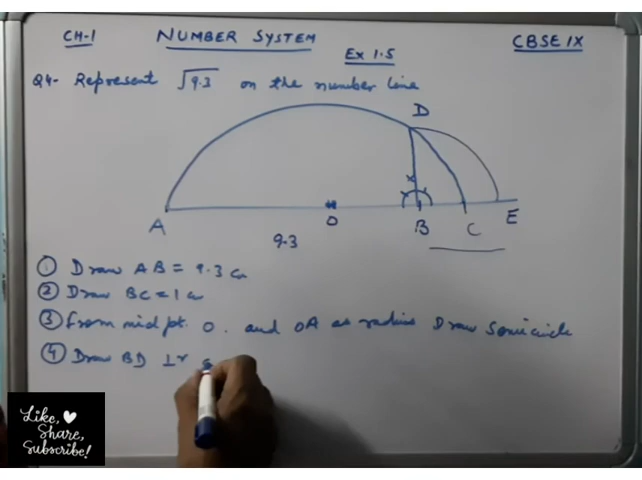 CH-1 NUMBER SYSTEM CBSE IX
Ex 1.5
Q4- Represent √9.3 on the number line
D
x
A O B C E
9.3
① Draw AB = 9.3 cm
② Draw BC = 1 cm
③ From mid pt. O. and OA as radius Draw Semicircle
④ Draw BD ⊥r
Like,
Share,
Subscribe!